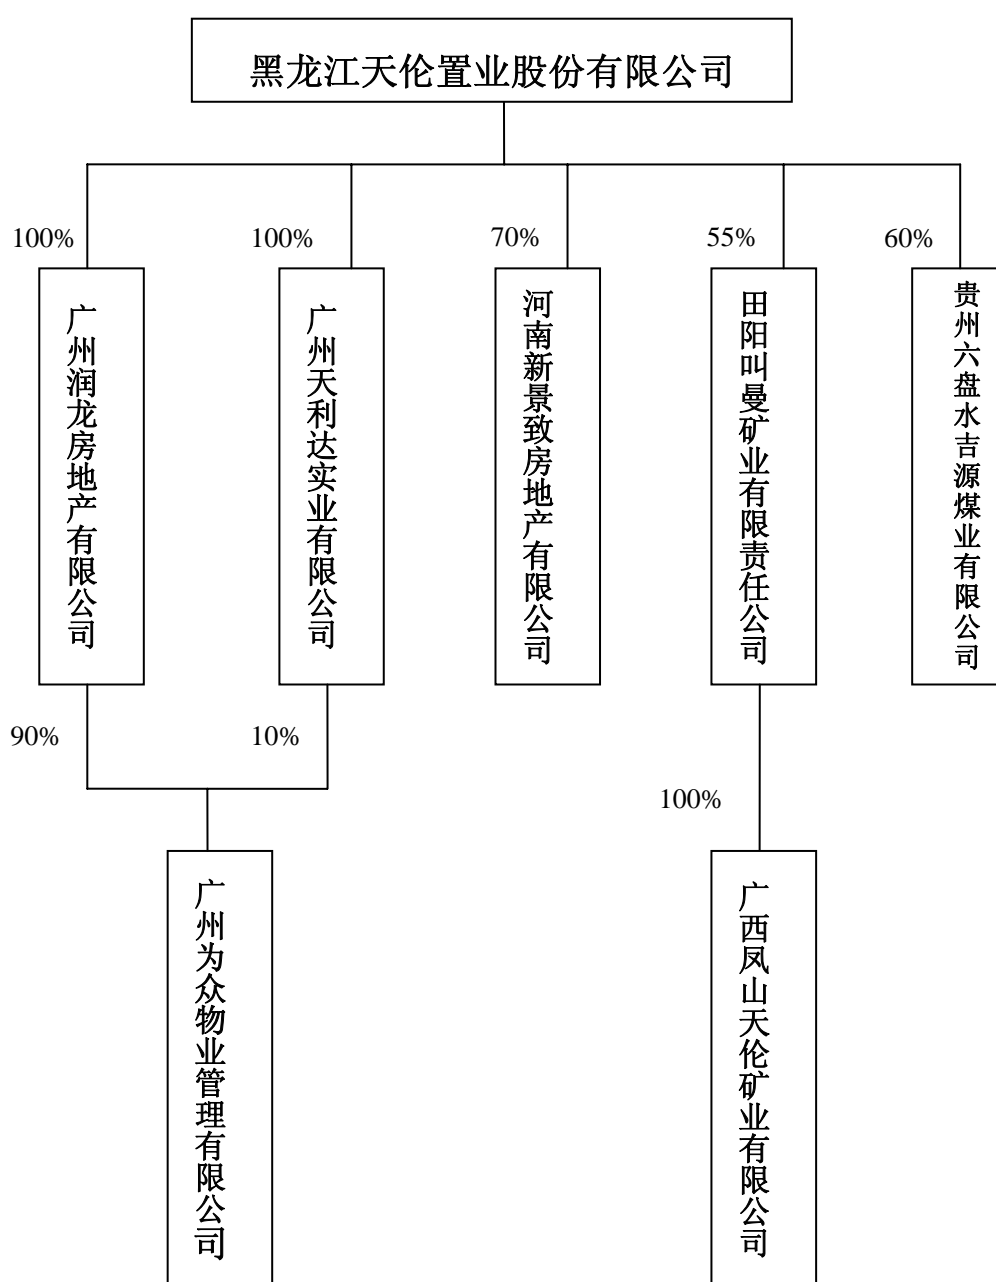 黑龙江天伦置业股份有限公司
100%
100%
70%
55%
60%
广州润龙房地产有限公司
广州天利达实业有限公司
河南新景致房地产有限公司
田阳叫曼矿业有限责任公司
贵州六盘水吉源煤业有限公司
90%
10%
100%
广州为众物业管理有限公司
广西凤山天伦矿业有限公司